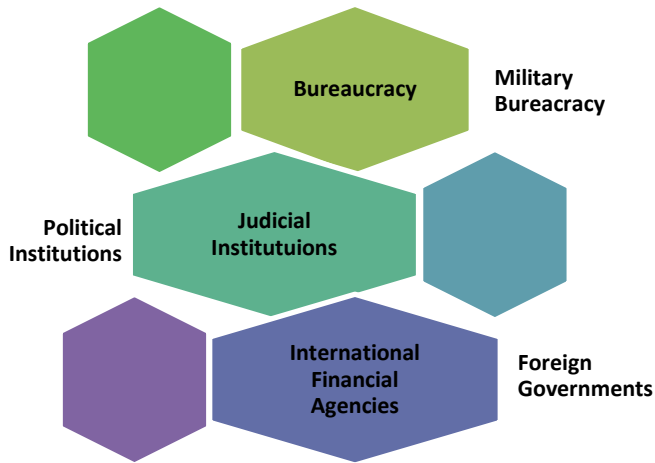 Bureaucracy
Military
Bureacracy
Political
Institutions
Judicial
Institutuions
International
Financial
Agencies
Foreign
Governments